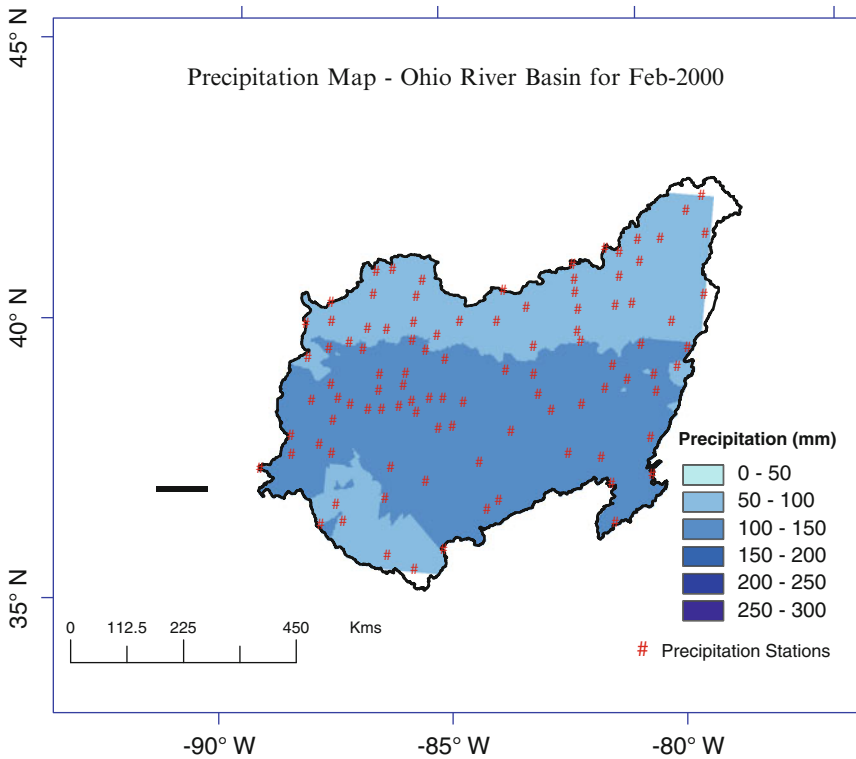 Precipitation Map - Ohio River Basin for Feb-2000
45° N
40° N
35° N
Precipitation (mm)
0 - 50
50 - 100
100 - 150
150 - 200
200 - 250
250 - 300
# Precipitation Stations
0 112.5 225 450 Kms
-90° W -85° W -80° W